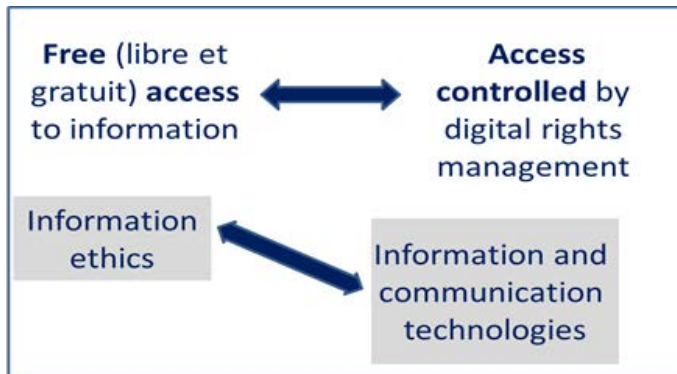 Free (libre et
gratuit) access
to information
Access
controlled by
digital rights
management
Information
ethics
Information and
communication
technologies